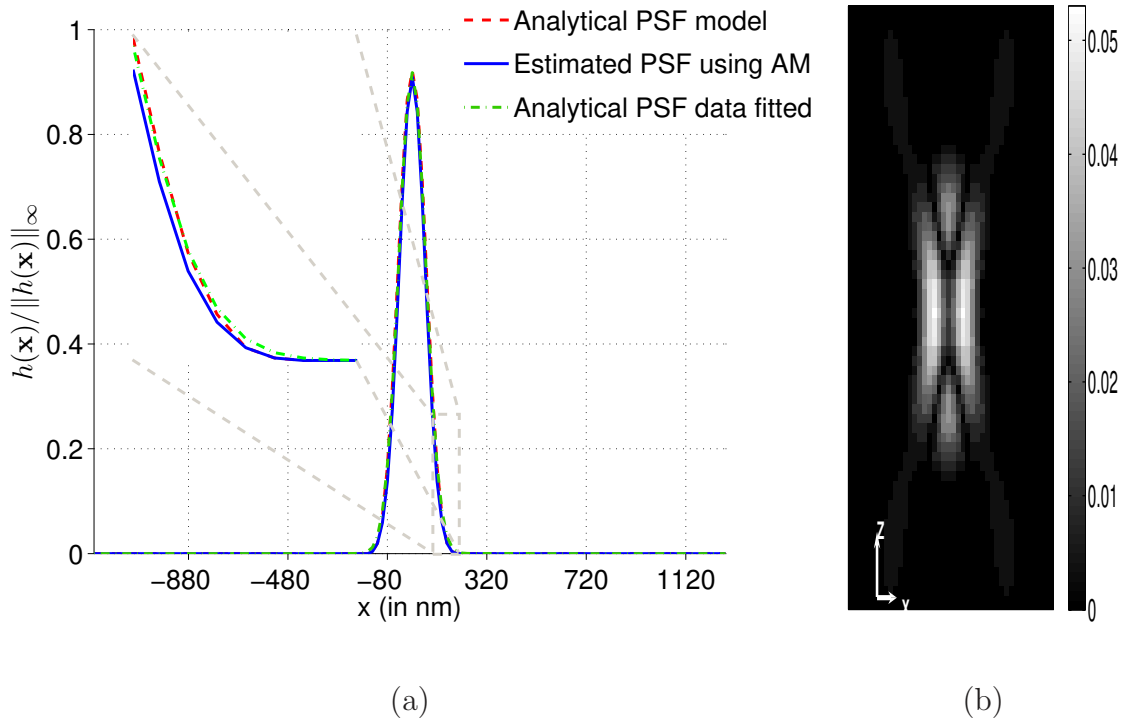 Analytical PSF model
Estimated PSF using AM
Analytical PSF data fitted
h(𝐱)/‖h(𝐱)‖∞
1
0.8
0.6
0.4
0.2
0
−880
−480
−80
320
720
1120
x (in nm)
(a)
Z
0.05
0.04
0.03
0.02
0.01
0
(b)